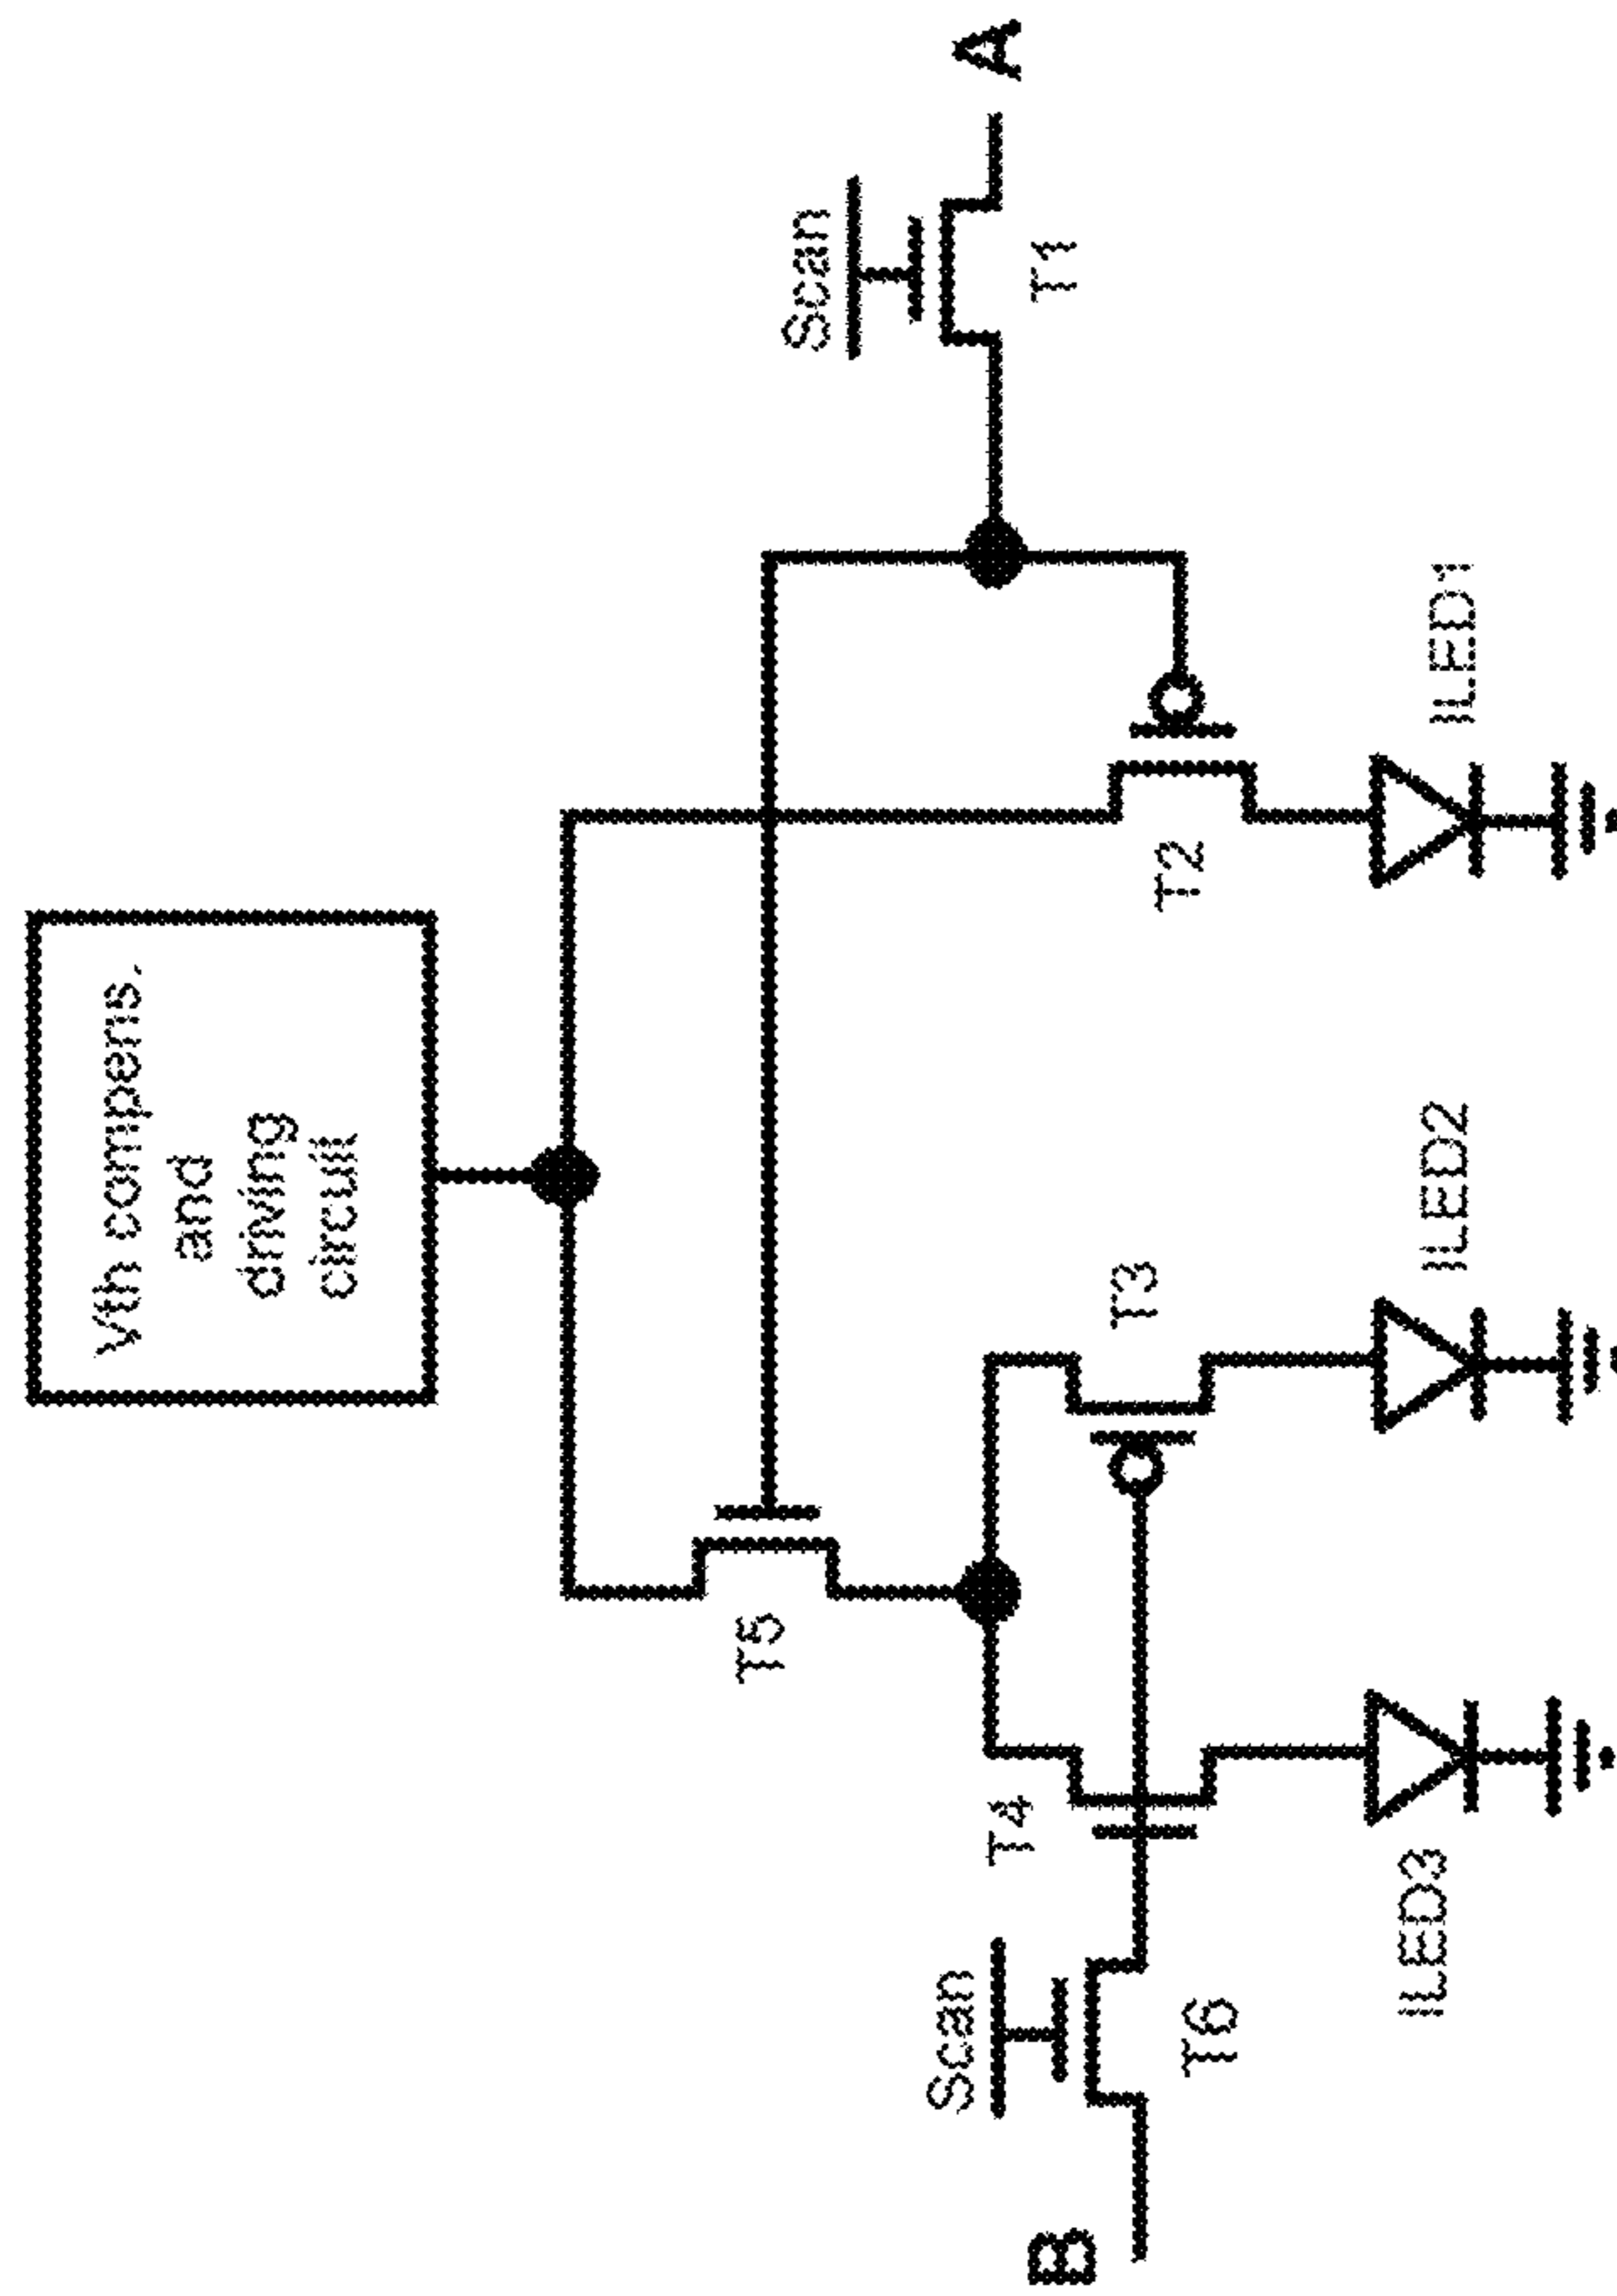 Vth compens.
and
driving
circuit
Scan
A
T1
T5
T2
T3
T4
Scan
B
T6
ILED1
ILED2
ILED3